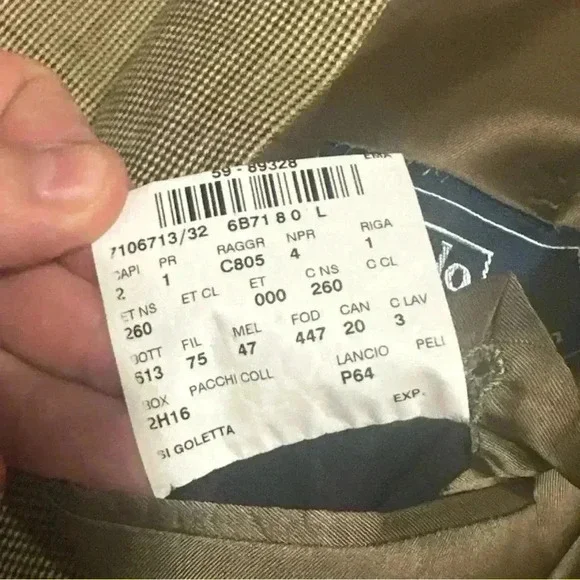 59-89328
7106713/32 6B7180 L
CAPI PR RAGGR NPR RIGA
2 1 C805 4 1
ET NS ET CL ET C NS C CL
260 000 260
BOTT FIL MEL FOD CAN C LAV
613 75 47 447 20 3
BOX PACCHI COLL LANCIO PELI
2H16 P64
SI GOLETTA EXP.
lo